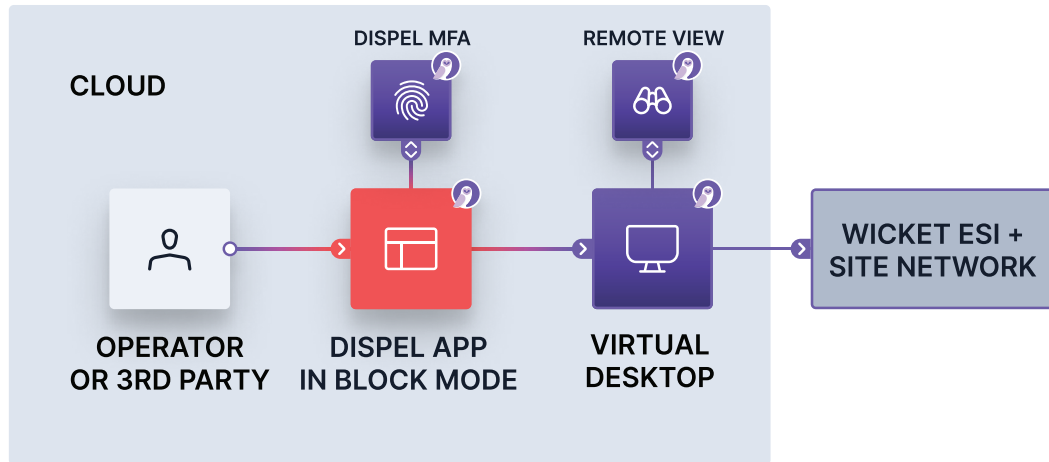 DISPEL MFA
REMOTE VIEW
CLOUD
WICKET ESI +
SITE NETWORK
OPERATOR
OR 3RD PARTY
DISPEL APP
IN BLOCK MODE
VIRTUAL
DESKTOP